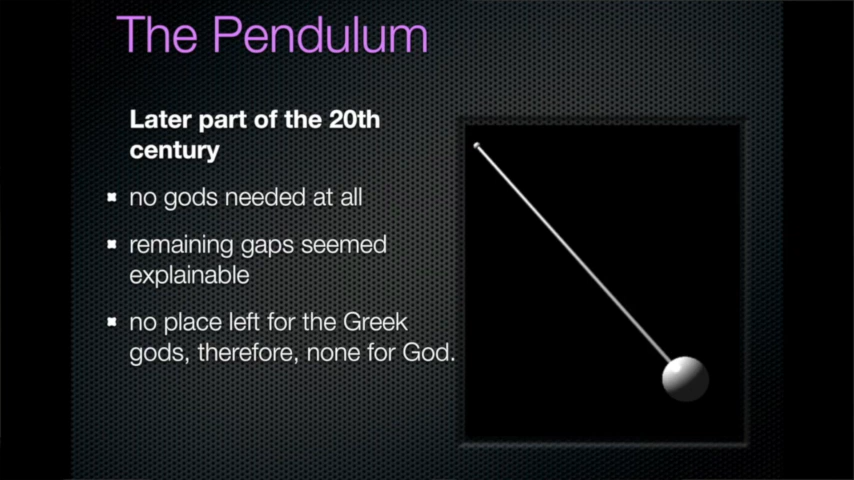 The Pendulum
Later part of the 20th
century
no gods needed at all
remaining gaps seemed
explainable
no place left for the Greek
gods, therefore, none for God.